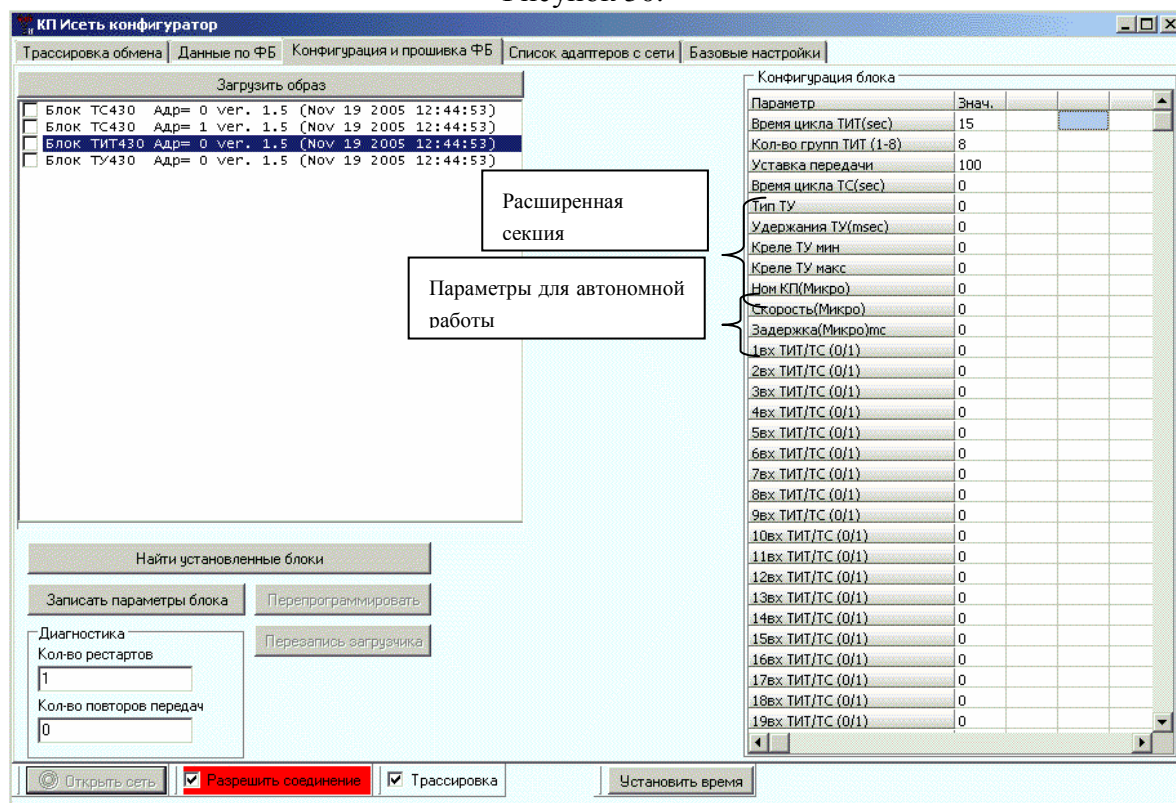 КП Исеть конфигуратор
Трассировка обмена Данные по ФБ Конфигурация и прошивка ФБ Список адаптеров с сети Базовые настройки
Загрузить образ
Блок ТС430 Адр= 0 ver. 1.5 (Nov 19 2005 12:44:53)
Блок ТС430 Адр= 1 ver. 1.5 (Nov 19 2005 12:44:53)
Блок ТИТ430 Адр= 0 ver. 1.5 (Nov 19 2005 12:44:53)
Блок ТУ430 Адр= 0 ver. 1.5 (Nov 19 2005 12:44:53)
Расширенная
секция
Параметры для автономной
работы
Найти установленные блоки
Записать параметры блока Перепрограммировать
Перезапись загрузчика
Диагностика
Кол-во рестартов
1
Кол-во повторов передач
0
Конфигурация блока
Параметр Знач.
Время цикла ТИТ(sec) 15
Кол-во групп ТИТ (1-8) 8
Уставка передачи 100
Время цикла ТС(sec) 0
Тип ТУ 0
Удержания ТУ(msec) 0
Креле ТУ мин 0
Креле ТУ макс 0
Ном КП(Микро) 0
Скорость(Микро) 0
Задержка(Микро)mc 0
1вх ТИТ/ТС (0/1) 0
2вх ТИТ/ТС (0/1) 0
3вх ТИТ/ТС (0/1) 0
4вх ТИТ/ТС (0/1) 0
5вх ТИТ/ТС (0/1) 0
6вх ТИТ/ТС (0/1) 0
7вх ТИТ/ТС (0/1) 0
8вх ТИТ/ТС (0/1) 0
9вх ТИТ/ТС (0/1) 0
10вх ТИТ/ТС (0/1) 0
11вх ТИТ/ТС (0/1) 0
12вх ТИТ/ТС (0/1) 0
13вх ТИТ/ТС (0/1) 0
14вх ТИТ/ТС (0/1) 0
15вх ТИТ/ТС (0/1) 0
16вх ТИТ/ТС (0/1) 0
17вх ТИТ/ТС (0/1) 0
18вх ТИТ/ТС (0/1) 0
19вх ТИТ/ТС (0/1) 0
Открыть сеть Разрешить соединение Трассировка Установить время